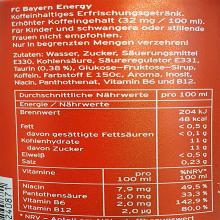 FC Bayern Energy
Koffeinhaltiges Erfrischungsgetränk.
Erhöhter Koffeingehalt (32 mg / 100 ml).
Für Kinder und schwangere oder stillende
Frauen nicht empfohlen.
Nur in begrenzten Mengen verzehren!
Zutaten: Wasser, Zucker, Säuerungsmittel
E330, Kohlensäure, Säureregulator E331,
Taurin (0,38 %), Glukose-Fruktose-Sirup,
Koffein, Farbstoff E 150c, Aroma, Inosit,
Niacin, Pantothenat, Vitamin B6 und B12.
Energie / Nährwerte
Durchschnittliche Nährwerte pro 100 ml
Brennwert 204 kJ
48 kcal
Fett < 0,5 g
davon gesättigte Fettsäuren < 0,1 g
Kohlenhydrate 11 g
davon Zucker 11 g
Eiweiß < 0,5 g
Salz 0,23 g
Vitamine pro 100 ml %NRV*
Niacin 7,9 mg 49,5 %
Pantothensäure 2,0 mg 33,3 %
Vitamin B6 2,0 mg 142,9 %
Vitamin B12 2,0 µg 80,0 %